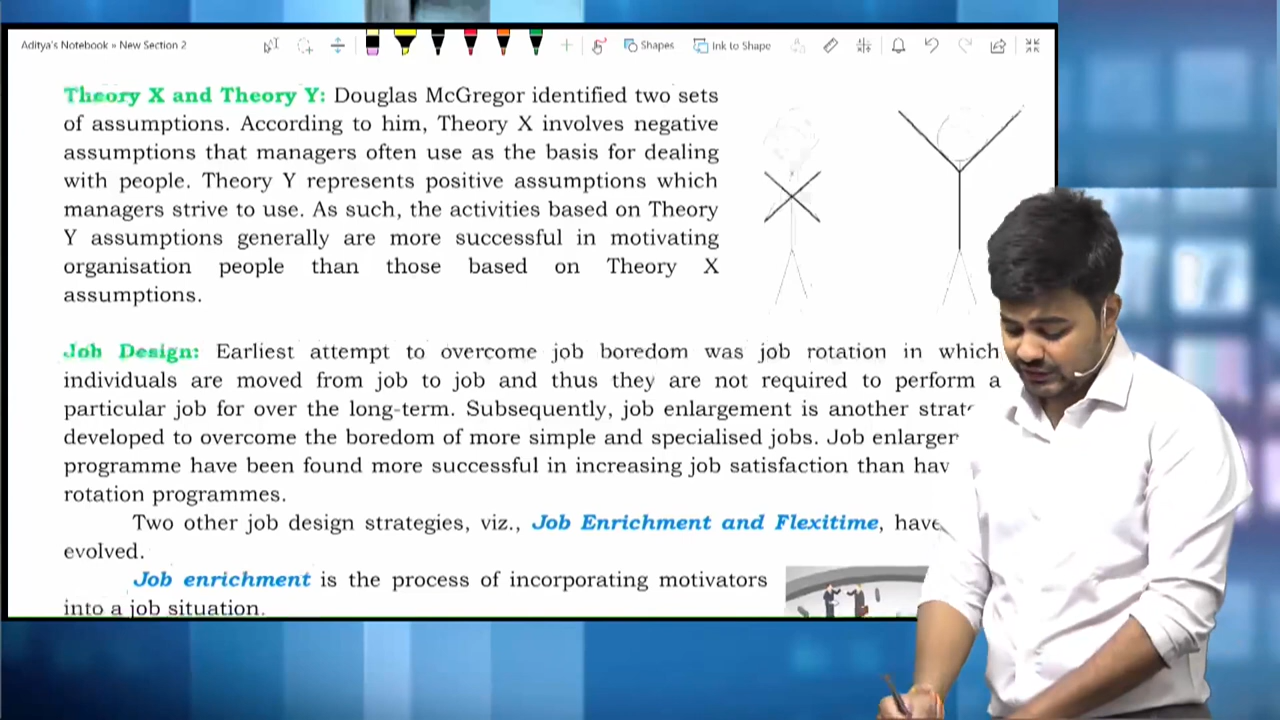 Aditya's Notebook » New Section 2
Shapes
Ink to Shape
Theory X and Theory Y: Douglas McGregor identified two sets
of assumptions. According to him, Theory X involves negative
assumptions that managers often use as the basis for dealing
with people. Theory Y represents positive assumptions which
managers strive to use. As such, the activities based on Theory
Y assumptions generally are more successful in motivating
organisation people than those based on Theory X
assumptions.
Job Design: Earliest attempt to overcome job boredom was job rotation in which
individuals are moved from job to job and thus they are not required to perform a
particular job for over the long-term. Subsequently, job enlargement is another
developed to overcome the boredom of more simple and specialised jobs. Job
programme have been found more successful in increasing job satisfaction than
rotation programmes.
Two other job design strategies, viz., Job Enrichment and Flexitime, have
evolved.
Job enrichment is the process of incorporating motivators
into a job situation.